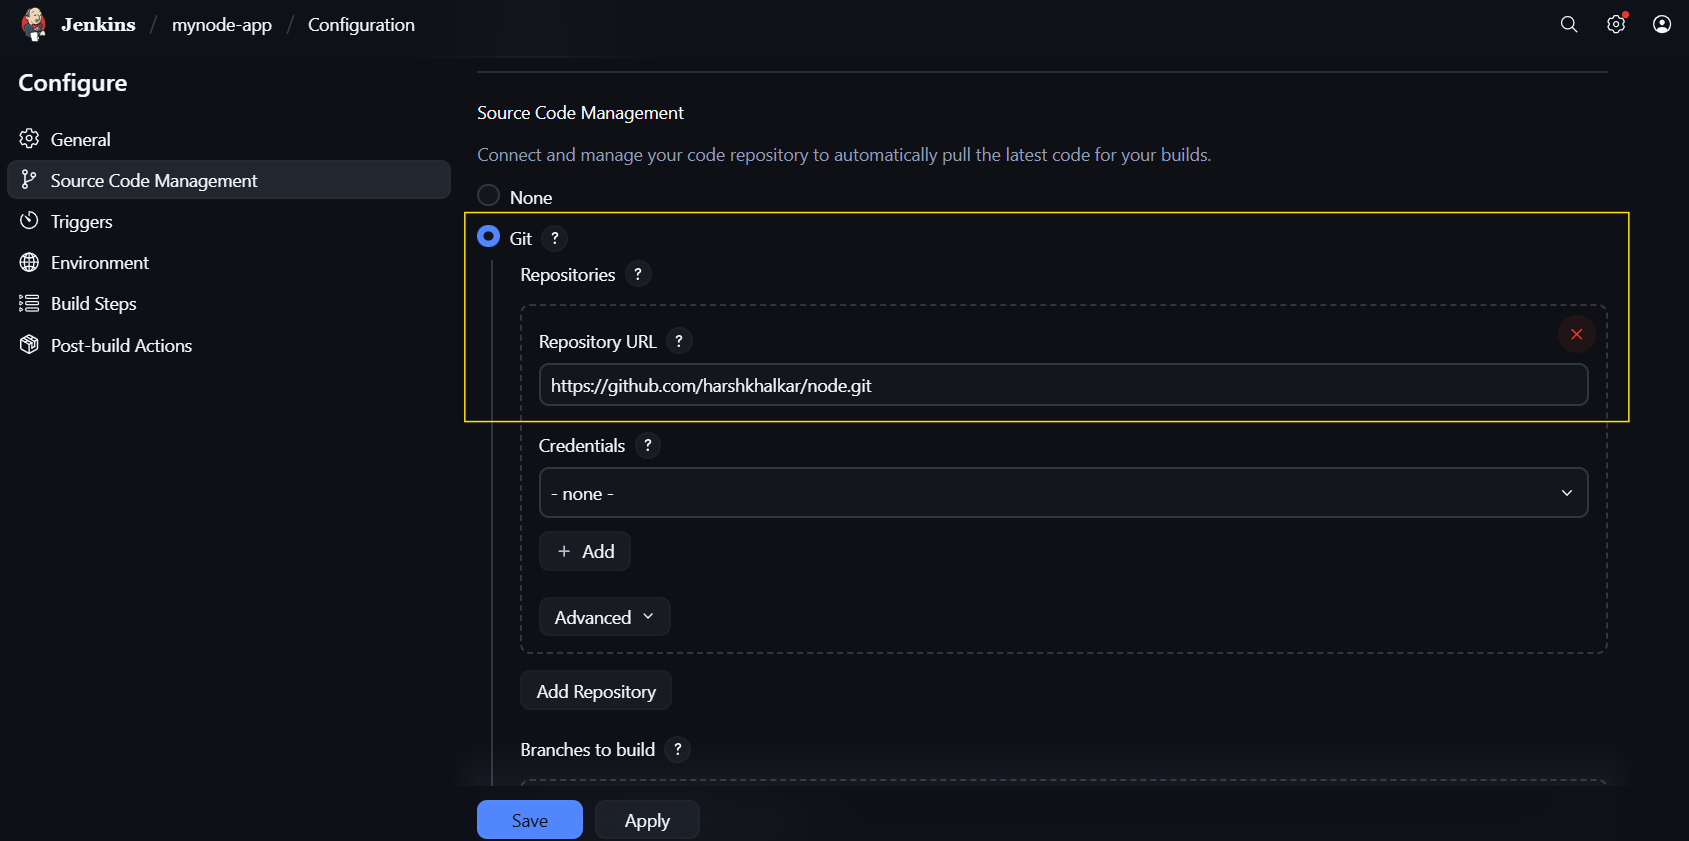 Jenkins / mynode-app / Configuration
Configure
General
Source Code Management
Triggers
Environment
Build Steps
Post-build Actions
Source Code Management
Connect and manage your code repository to automatically pull the latest code for your builds.
None
Git ?
Repositories ?
Repository URL ?
https://github.com/harshkhalkar/node.git
Credentials ?
- none -
+ Add
Advanced
Add Repository
Branches to build ?
Save Apply